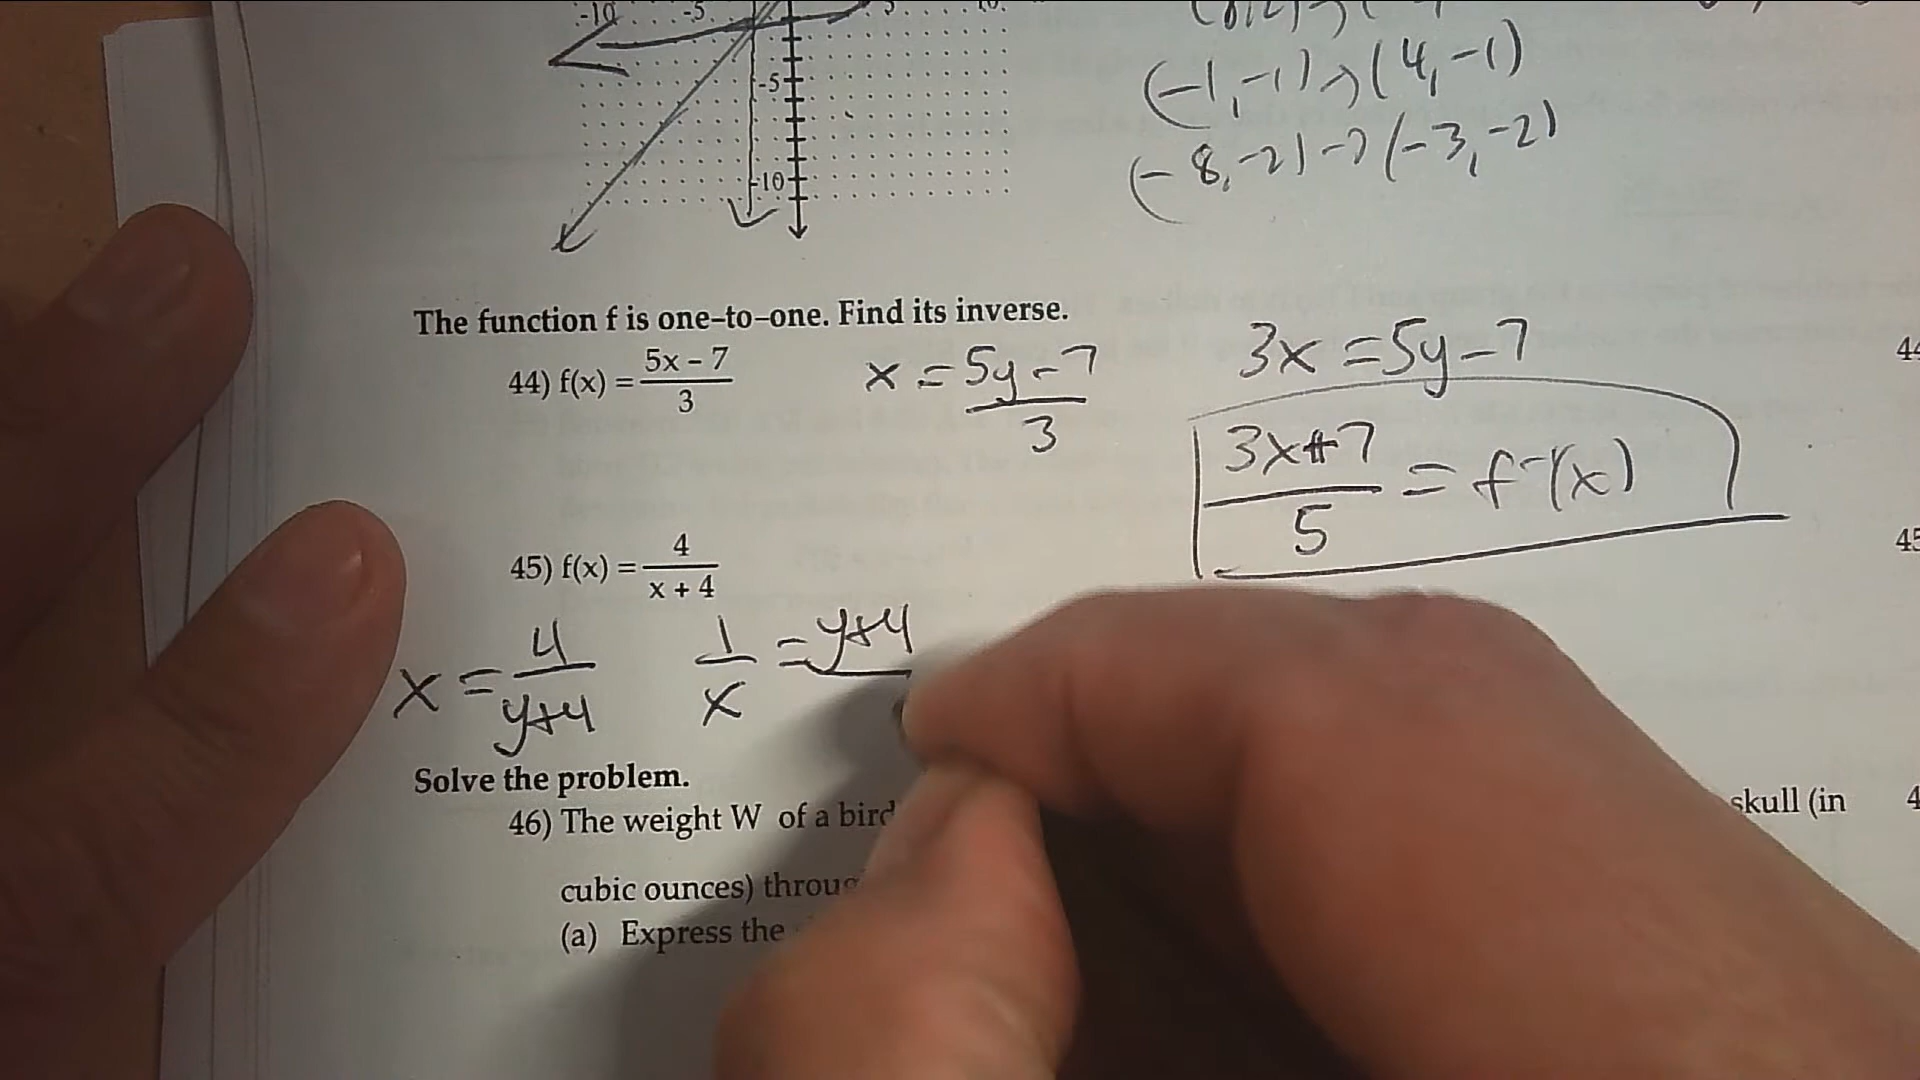 -10 -5
-5
-10
(-1,-1) → (4,-1)
(-8,-2) → (-3,-2)
The function f is one-to-one. Find its inverse.
44) f(x) = 5x - 7 / 3
x = 5y - 7 / 3
3x = 5y - 7
3x + 7 / 5 = f⁻¹(x)
44
45) f(x) = 4 / x + 4
45
x = 4 / y+4
1 / x = y+4 /
Solve the problem.
46) The weight W of a bird skull (in
cubic ounces)
(a) Express the